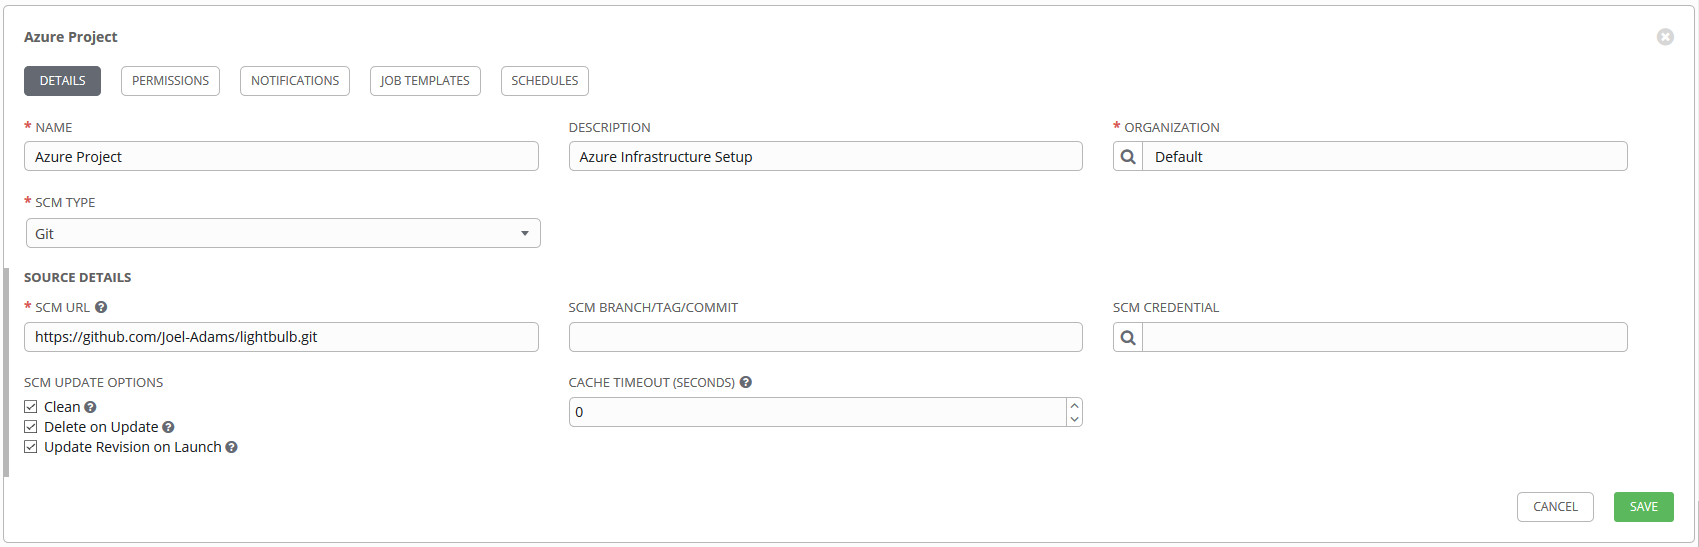 Azure Project
DETAILS PERMISSIONS NOTIFICATIONS JOB TEMPLATES SCHEDULES
* NAME DESCRIPTION * ORGANIZATION
Azure Project Azure Infrastructure Setup Default
* SCM TYPE
Git
SOURCE DETAILS
* SCM URL ? SCM BRANCH/TAG/COMMIT SCM CREDENTIAL
https://github.com/Joel-Adams/lightbulb.git
SCM UPDATE OPTIONS CACHE TIMEOUT (SECONDS) ?
Clean ? 0
Delete on Update ?
Update Revision on Launch ?
CANCEL SAVE